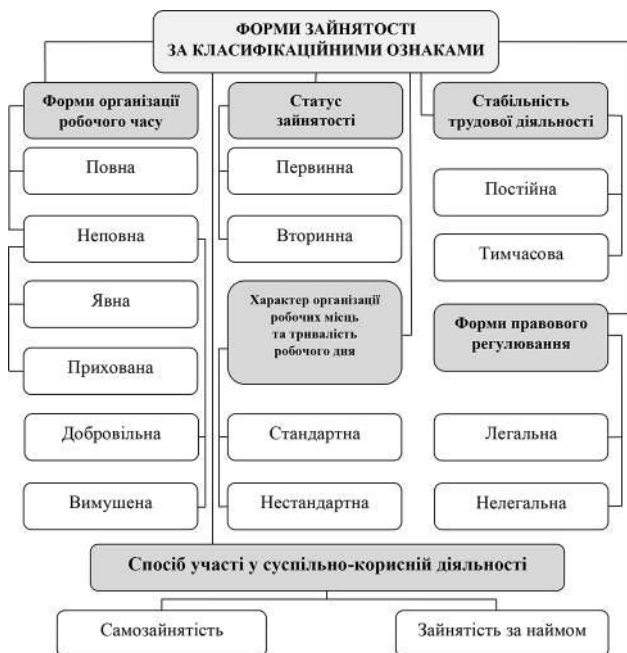 ФОРМИ ЗАЙНЯТОСТІ
ЗА КЛАСИФІКАЦІЙНИМИ ОЗНАКАМИ
Форми організації
робочого часу
Повна
Неповна
Явна
Прихована
Добровільна
Вимушена
Статус
зайнятості
Первинна
Вторинна
Характер організації
робочих місць
та тривалість
робочого дня
Стандартна
Нестандартна
Стабільність
трудової діяльності
Постійна
Тимчасова
Форми правового
регулювання
Легальна
Нелегальна
Спосіб участі у суспільно-корисній діяльності
Самозайнятість
Зайнятість за наймом